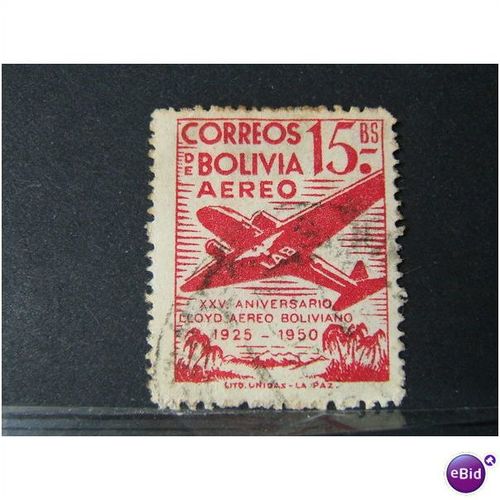 CORREOS 15.- BS
DE BOLIVIA
AEREO
LAB
XXV. ANIVERSARIO
LLOYD AEREO BOLIVIANO
1925 - 1950
LITO. UNIDAS - LA PAZ.
eBid